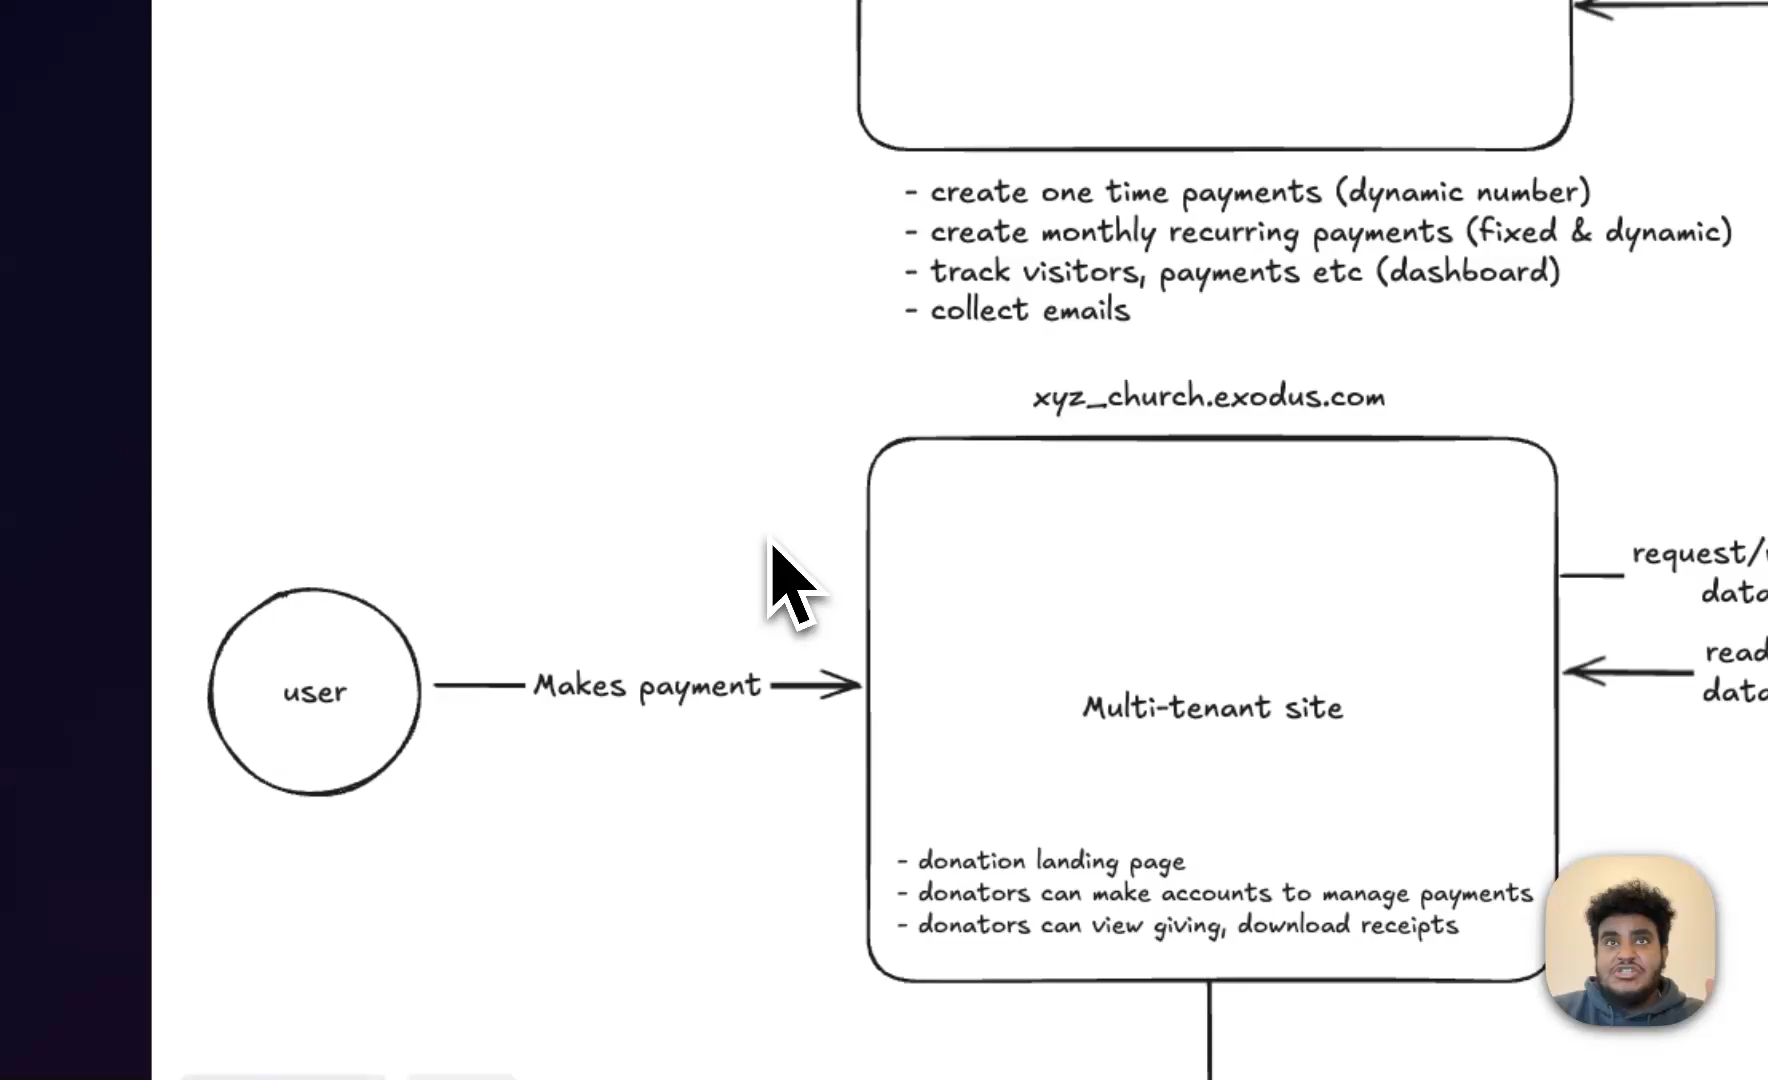 - create one time payments (dynamic number)
- create monthly recurring payments (fixed & dynamic)
- track visitors, payments etc (dashboard)
- collect emails
xyz_church.exodus.com
request/
data
user
Makes payment
read
data
Multi-tenant site
- donation landing page
- donators can make accounts to manage payments
- donators can view giving, download receipts